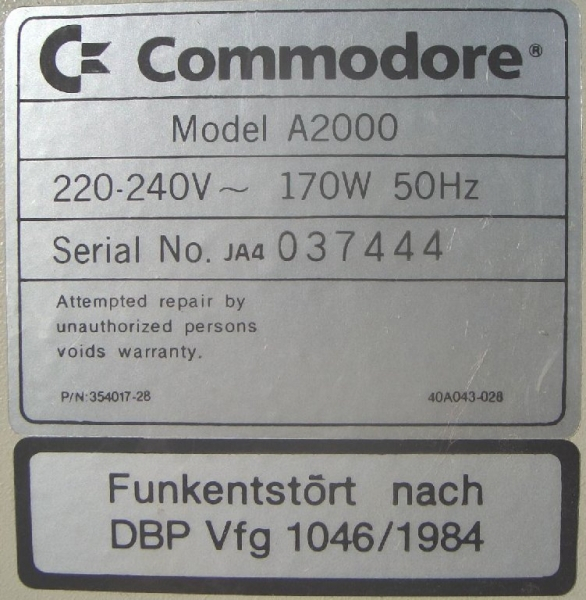 Commodore®
Model A2000
220-240V ~ 170W 50Hz
Serial No. JA4 037444
Attempted repair by
unauthorized persons
voids warranty.
P/N:354017-28 40A043-028
Funkentstört nach
DBP Vfg 1046/1984